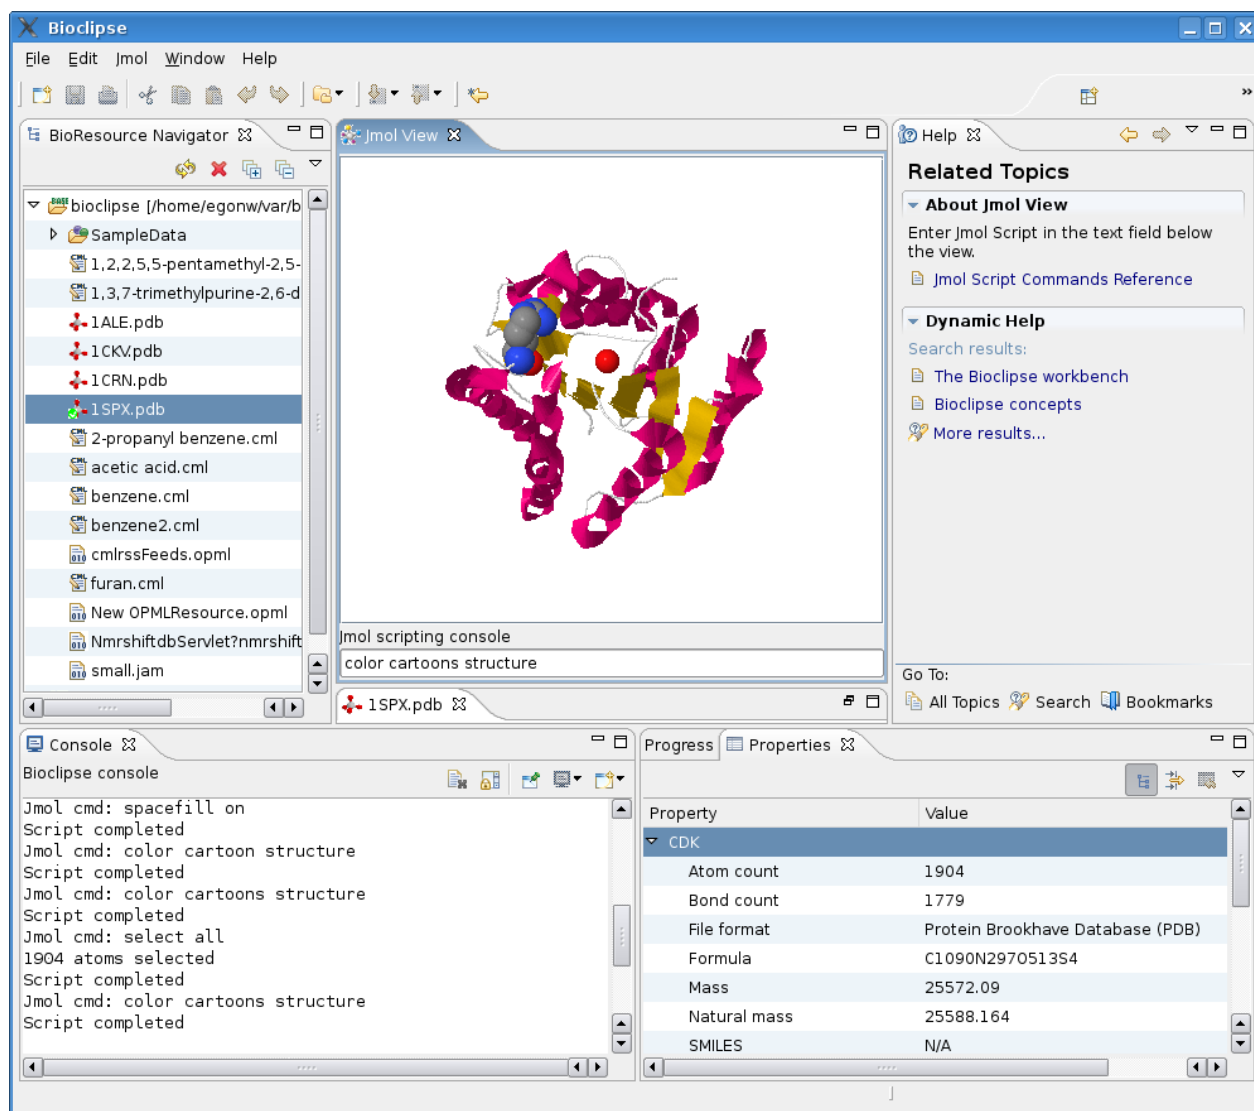 Bioclipse
File Edit Jmol Window Help
BioResource Navigator
bioclipse [/home/egonw/var/b
SampleData
1,2,2,5,5-pentamethyl-2,5-
1,3,7-trimethylpurine-2,6-d
1ALE.pdb
1CKV.pdb
1CRN.pdb
1SPX.pdb
2-propanyl benzene.cml
acetic acid.cml
benzene.cml
benzene2.cml
cmlrssFeeds.opml
furan.cml
New OPMLResource.opml
NmrshiftdbServlet?nmrshift
small.jam
Jmol View
Jmol scripting console
color cartoons structure
1SPX.pdb
Help
Related Topics
About Jmol View
Enter Jmol Script in the text field below
the view.
Jmol Script Commands Reference
Dynamic Help
Search results:
The Bioclipse workbench
Bioclipse concepts
More results...
Go To:
All Topics Search Bookmarks
Console
Bioclipse console
Jmol cmd: spacefill on
Script completed
Jmol cmd: color cartoon structure
Script completed
Jmol cmd: color cartoons structure
Script completed
Jmol cmd: select all
1904 atoms selected
Script completed
Jmol cmd: color cartoons structure
Script completed
Progress Properties
Property Value
CDK
Atom count 1904
Bond count 1779
File format Protein Brookhave Database (PDB)
Formula C1090N297O513S4
Mass 25572.09
Natural mass 25588.164
SMILES N/A